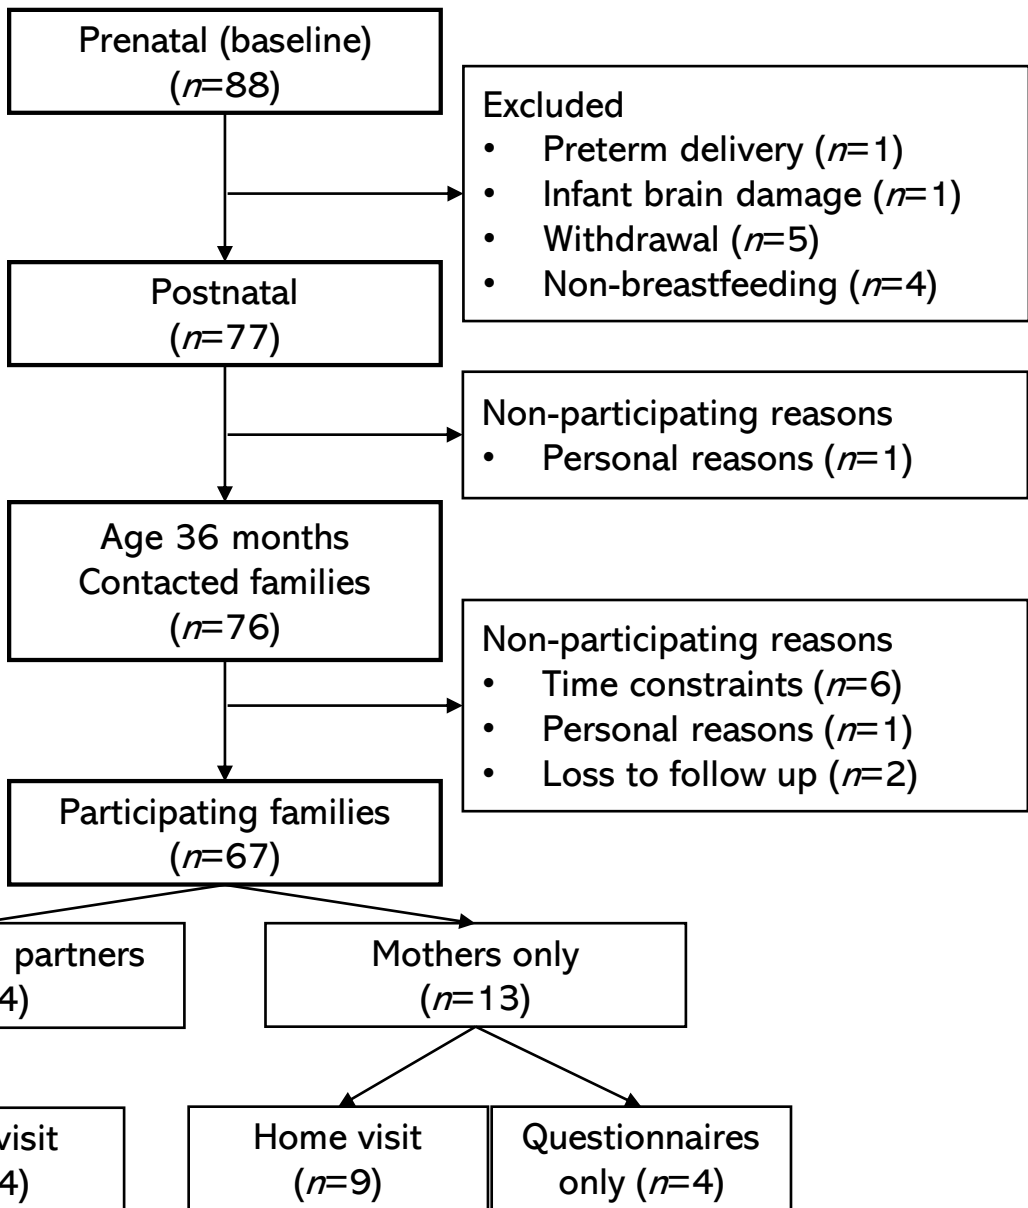 Prenatal (baseline)
(n=88)
Excluded
• Preterm delivery (n=1)
• Infant brain damage (n=1)
• Withdrawal (n=5)
• Non-breastfeeding (n=4)
Postnatal
(n=77)
Non-participating reasons
• Personal reasons (n=1)
Age 36 months
Contacted families
(n=76)
Non-participating reasons
• Time constraints (n=6)
• Personal reasons (n=1)
• Loss to follow up (n=2)
Participating families
(n=67)
partners
4)
Mothers only
(n=13)
visit
4)
Home visit
(n=9)
Questionnaires
only (n=4)